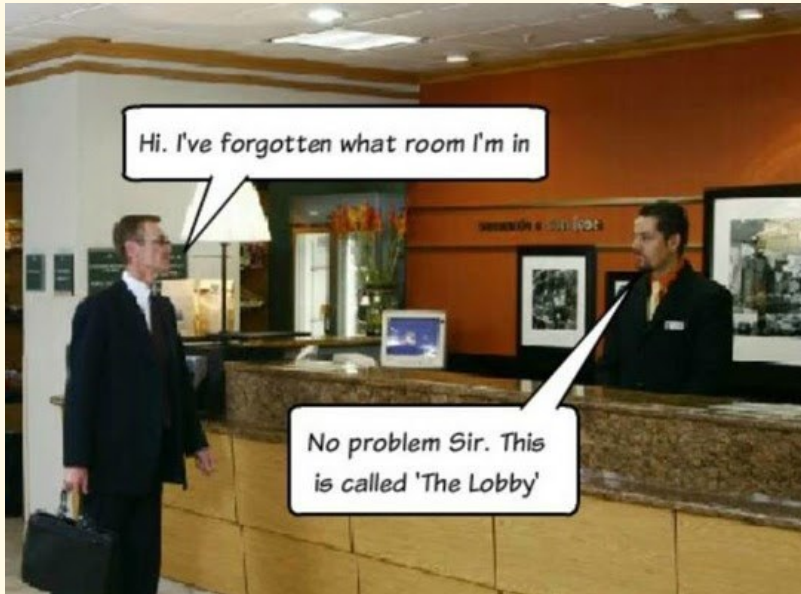 Hi. I've forgotten what room I'm in
No problem Sir. This
is called 'The Lobby'